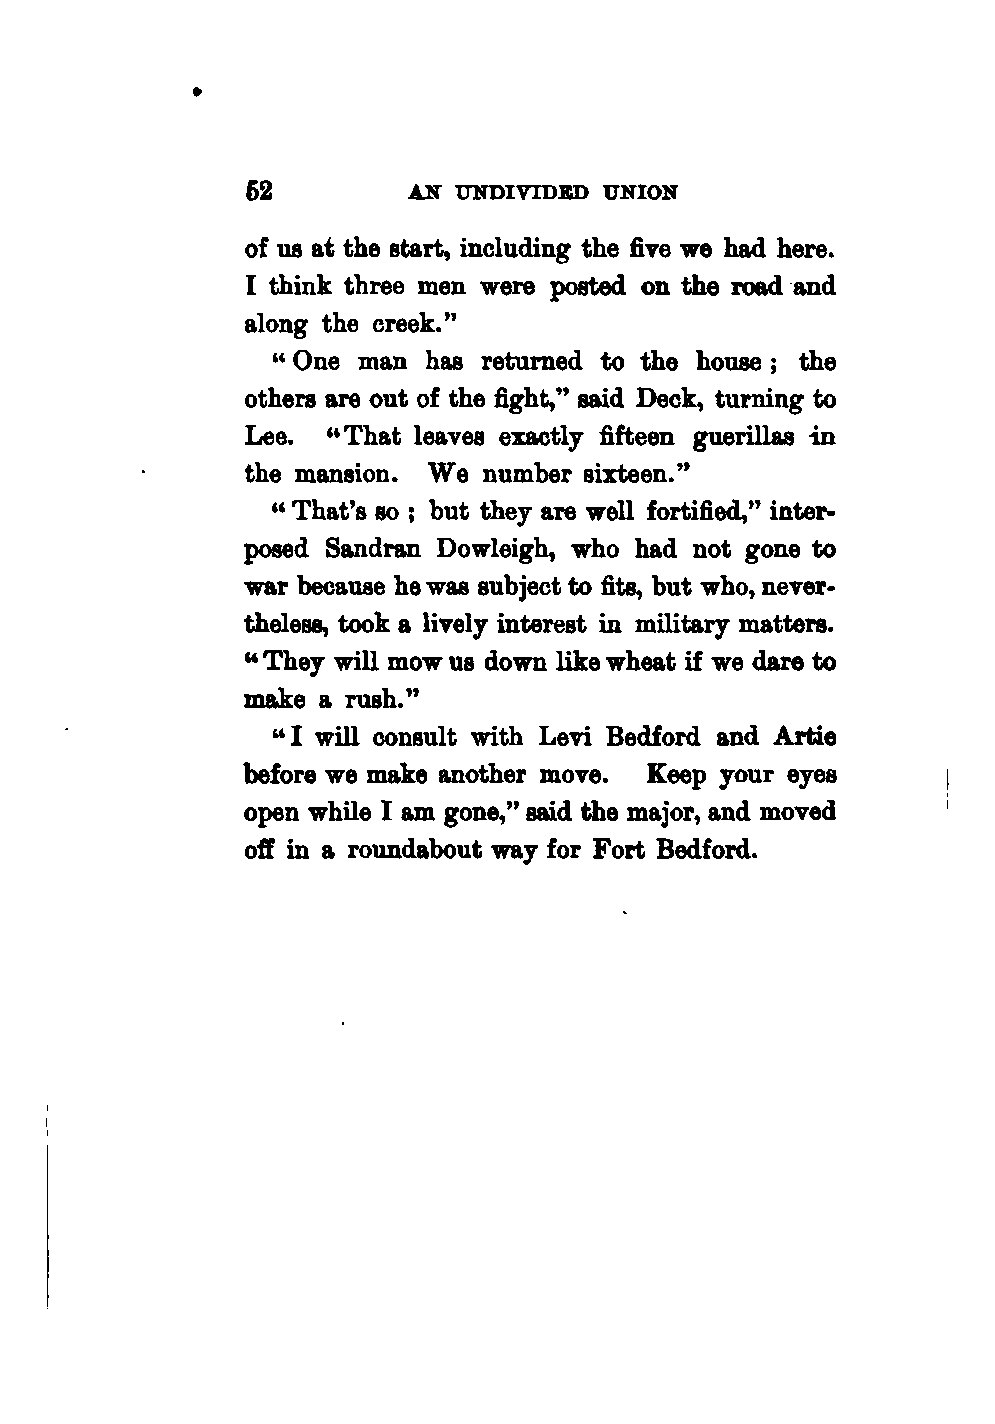 52 AN UNDIVIDED UNION
of us at the start, including the five we had here.
I think three men were posted on the road and
along the creek."
"One man has returned to the house; the
others are out of the fight," said Deck, turning to
Lee. "That leaves exactly fifteen guerillas in
the mansion. We number sixteen."
"That's so; but they are well fortified," inter-
posed Sandran Dowleigh, who had not gone to
war because he was subject to fits, but who, never-
theless, took a lively interest in military matters.
"They will mow us down like wheat if we dare to
make a rush."
"I will consult with Levi Bedford and Artie
before we make another move. Keep your eyes
open while I am gone," said the major, and moved
off in a roundabout way for Fort Bedford.